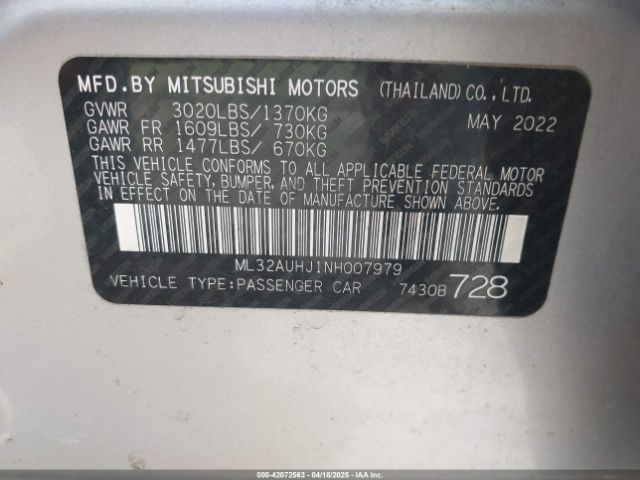 MFD.BY MITSUBISHI MOTORS (THAILAND) CO., LTD.
GVWR 3020LBS/1370KG MAY 2022
GAWR FR 1609LBS/ 730KG
GAWR RR 1477LBS/ 670KG
THIS VEHICLE CONFORMS TO ALL APPLICABLE FEDERAL MOTOR
VEHICLE SAFETY, BUMPER, AND THEFT PREVENTION STANDARDS
IN EFFECT ON THE DATE OF MANUFACTURE SHOWN ABOVE.
ML32AUHJ1NH007979
VEHICLE TYPE:PASSENGER CAR 7430B 728
000-42072563 - 04/18/2025 - IAAI.COM